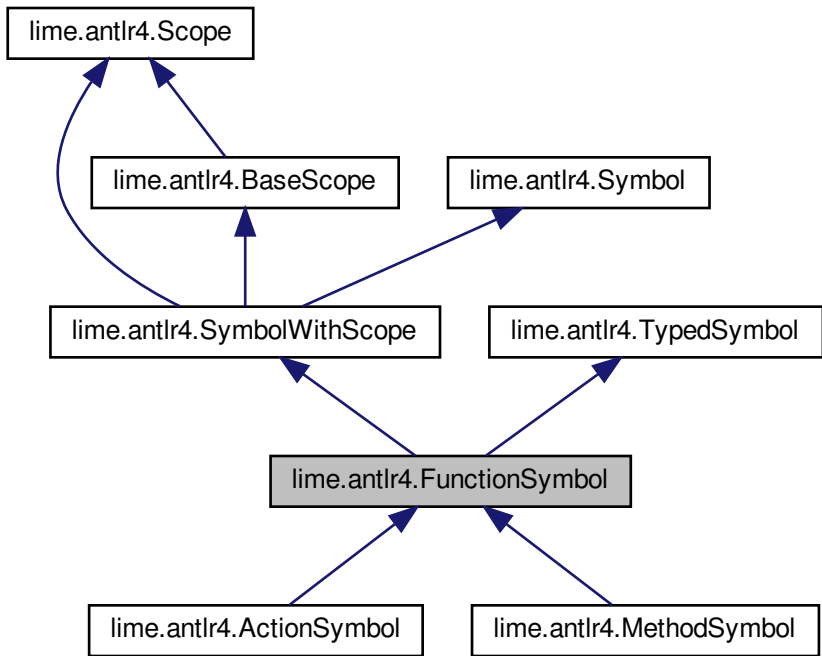 lime.antlr4.Scope
lime.antlr4.BaseScope
lime.antlr4.Symbol
lime.antlr4.SymbolWithScope
lime.antlr4.TypedSymbol
lime.antlr4.FunctionSymbol
lime.antlr4.ActionSymbol
lime.antlr4.MethodSymbol